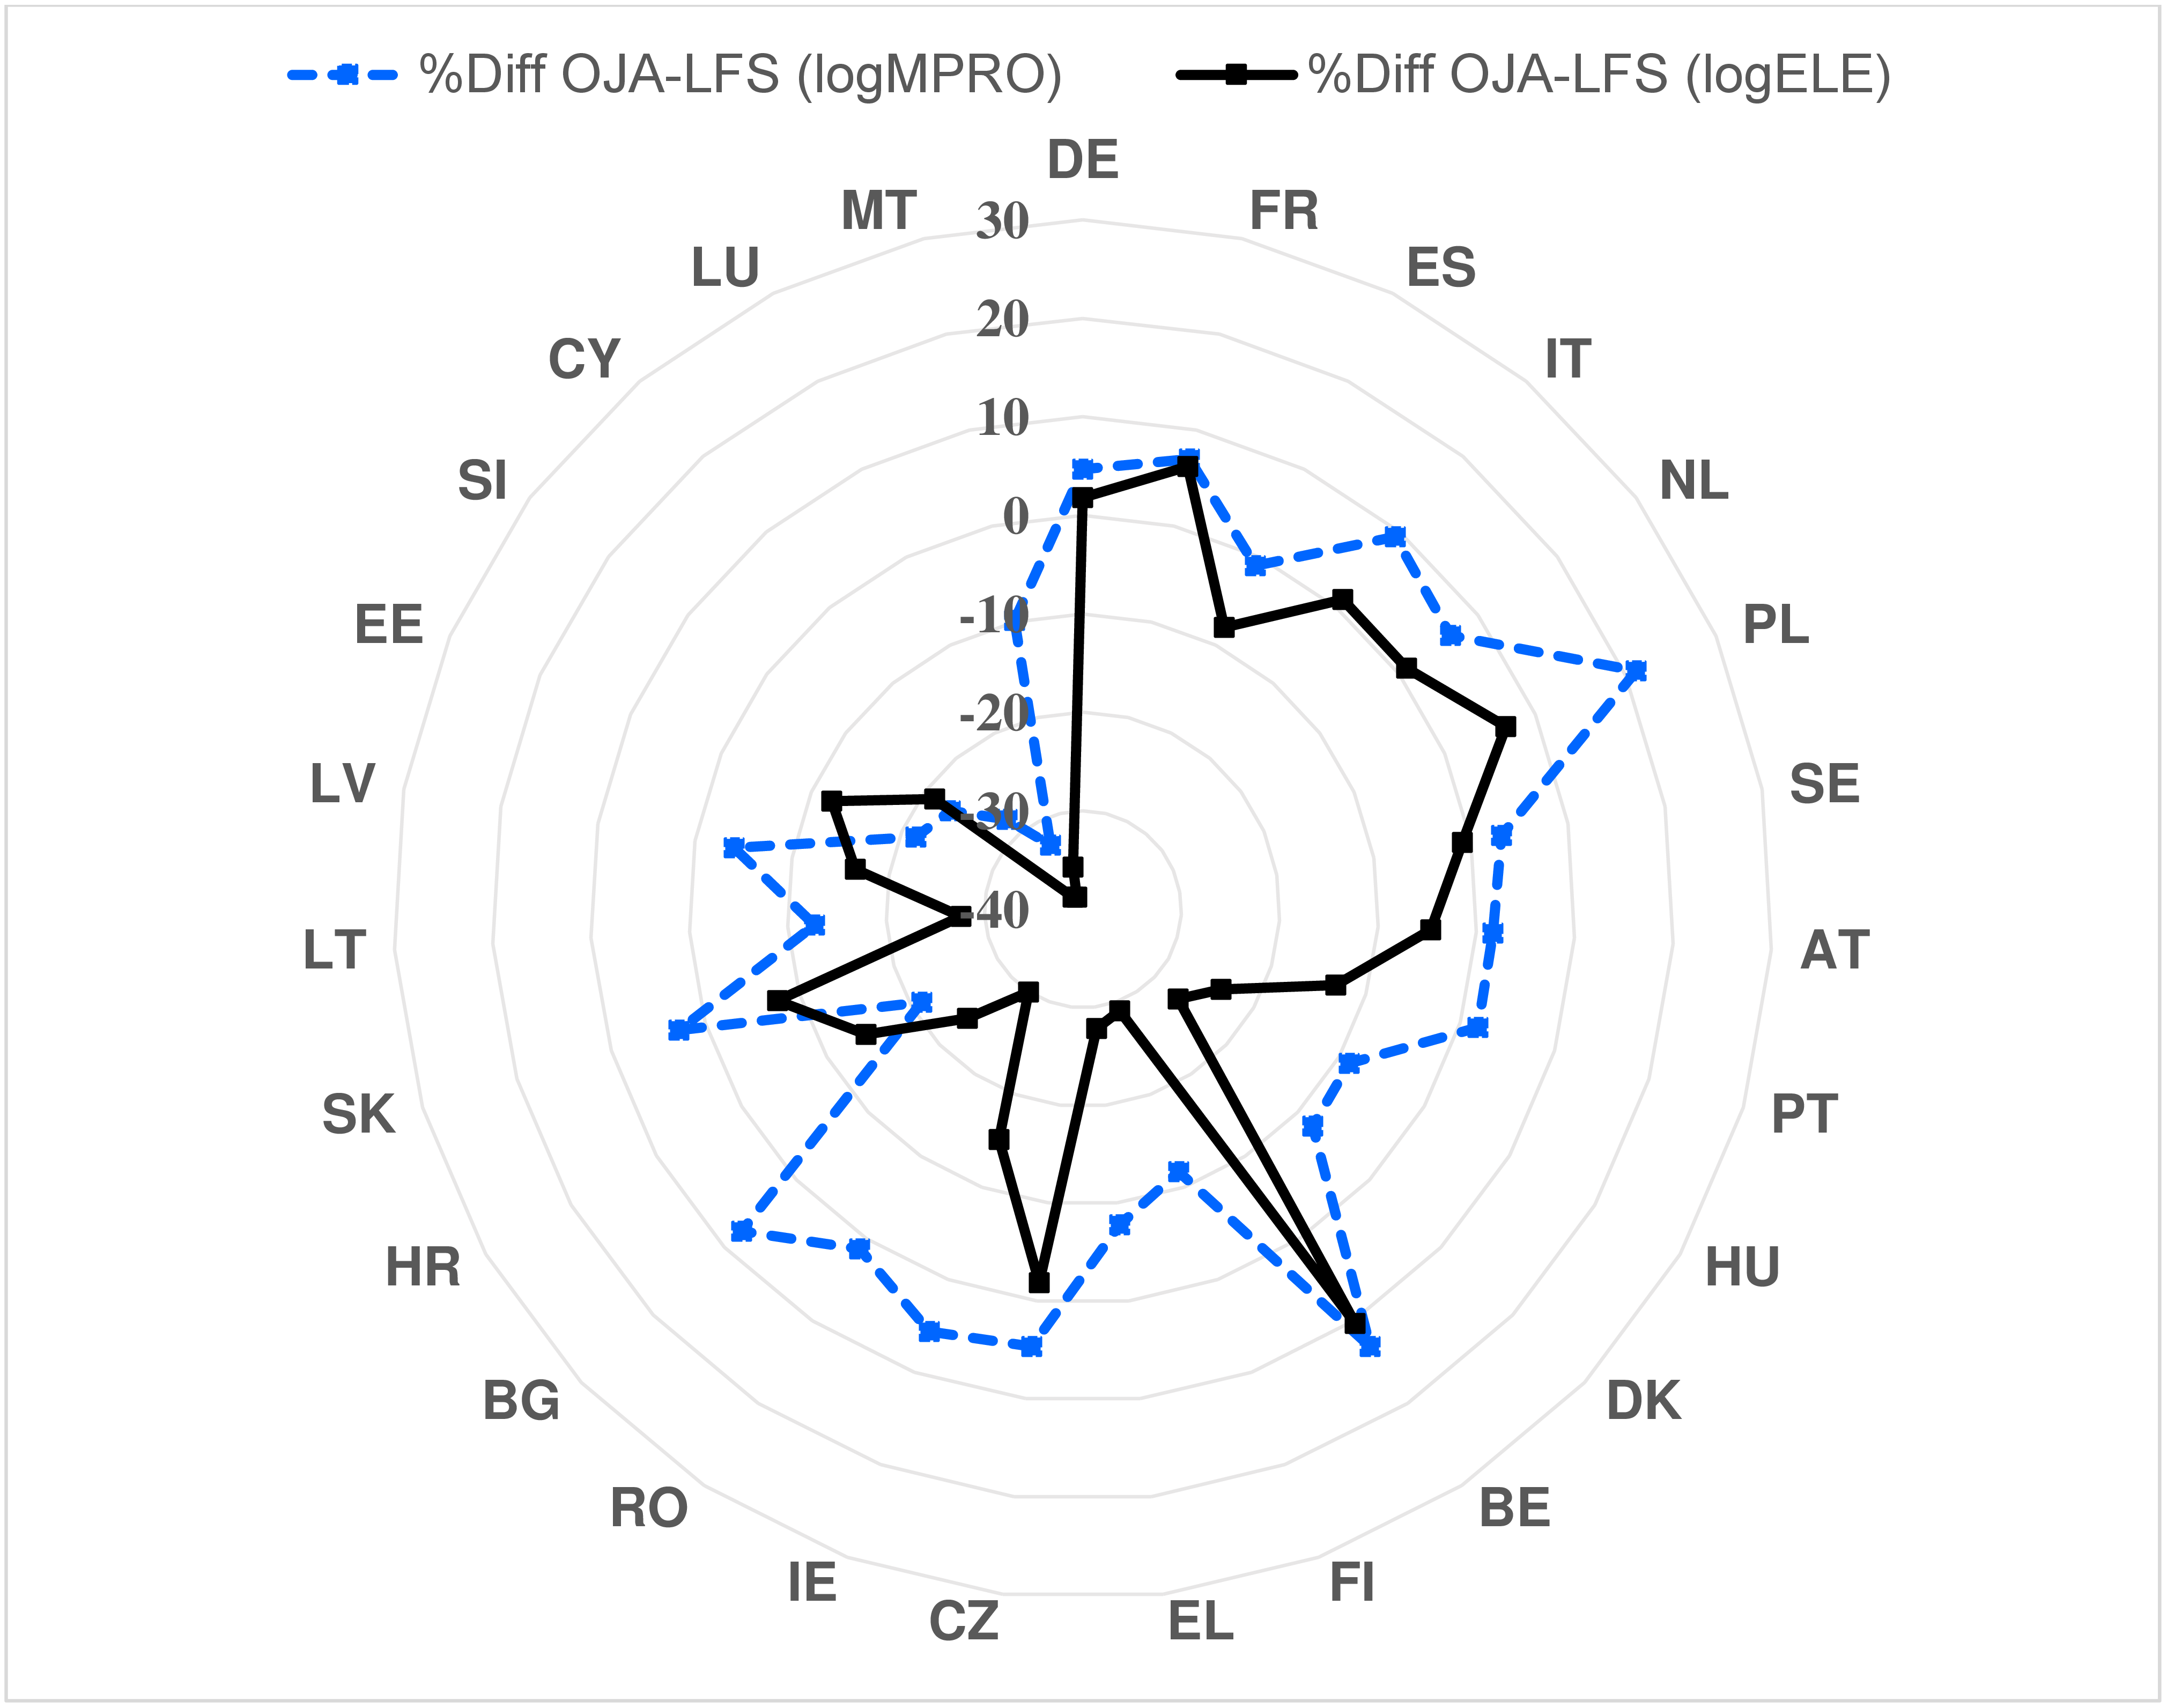 %Diff OJA-LFS (logMPRO) %Diff OJA-LFS (logELE)
DE
MT FR
30
LU ES
20
CY IT
10
SI NL
0
EE PL
-10
-20
LV SE
-30
-40
LT AT
SK PT
HR HU
BG DK
RO BE
IE FI
CZ EL